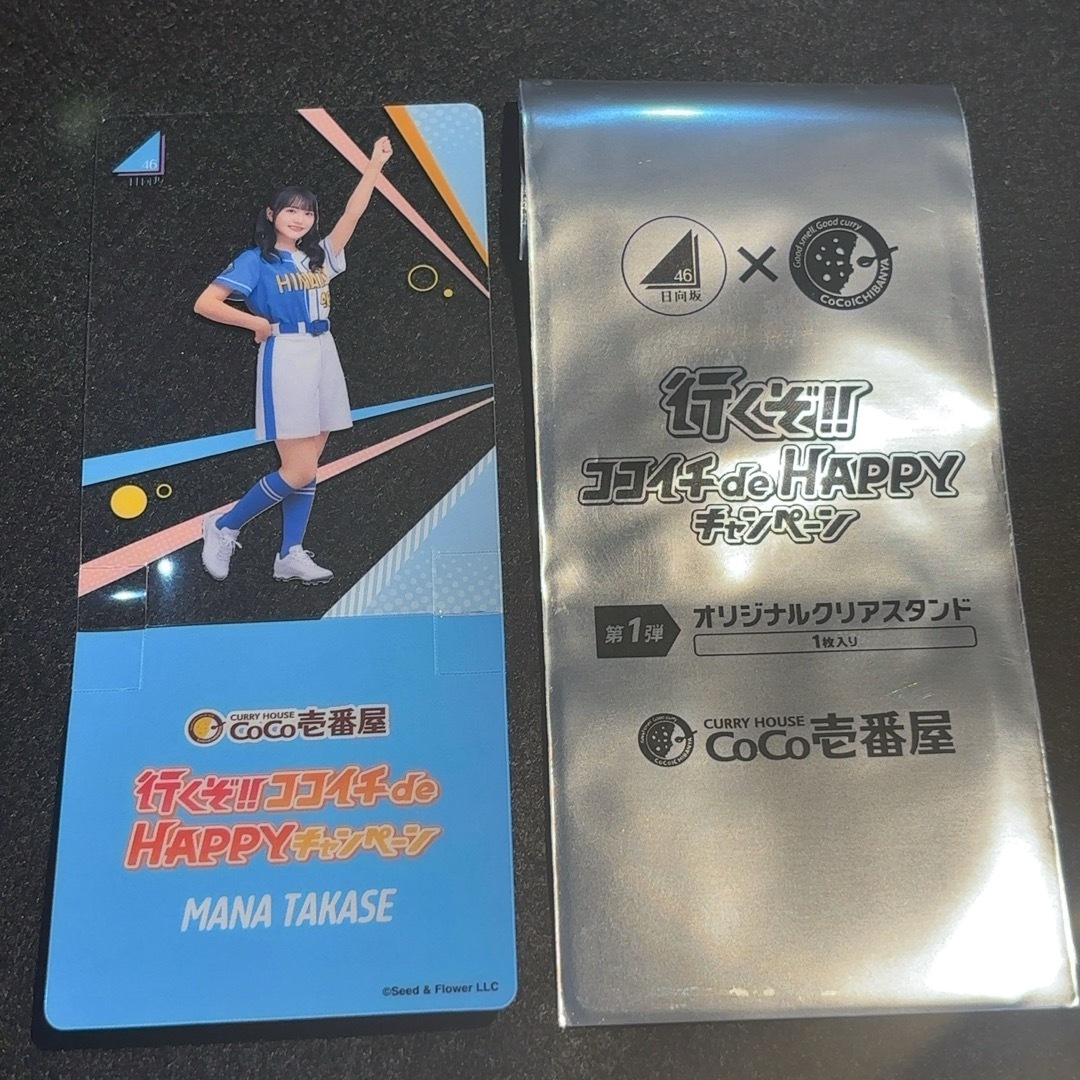 46
日向坂
HINA
CURRY HOUSE
CoCo壱番屋
行くぞ!!ココイチde
HAPPYキャンペーン
MANA TAKASE
©Seed & Flower LLC
46
日向坂
×
Good smell, Good curry
CoCoICHIBANYA
行くぞ!!
ココイチde HAPPY
キャンペーン
第1弾
オリジナルクリアスタンド
1枚入り
CURRY HOUSE
CoCo壱番屋